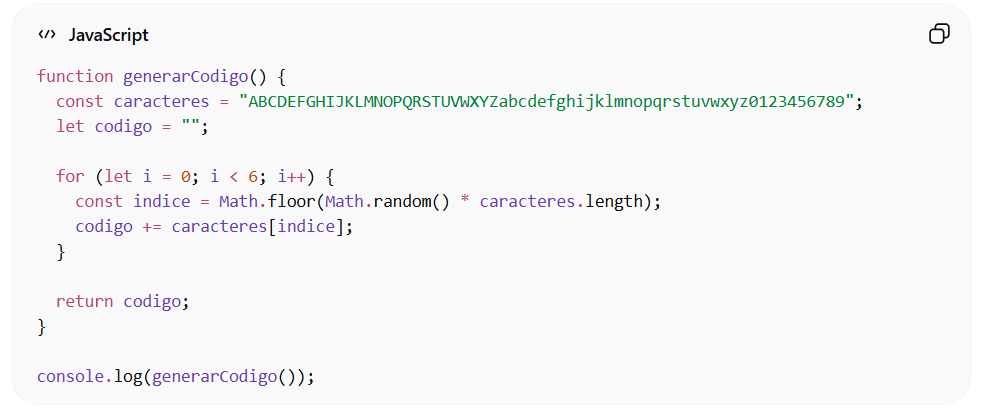 </> JavaScript
function generarCodigo() {
  const caracteres = "ABCDEFGHIJKLMNOPQRSTUVWXYZabcdefghijklmnopqrstuvwxyz0123456789";
  let codigo = "";

  for (let i = 0; i < 6; i++) {
    const indice = Math.floor(Math.random() * caracteres.length);
    codigo += caracteres[indice];
  }

  return codigo;
}

console.log(generarCodigo());